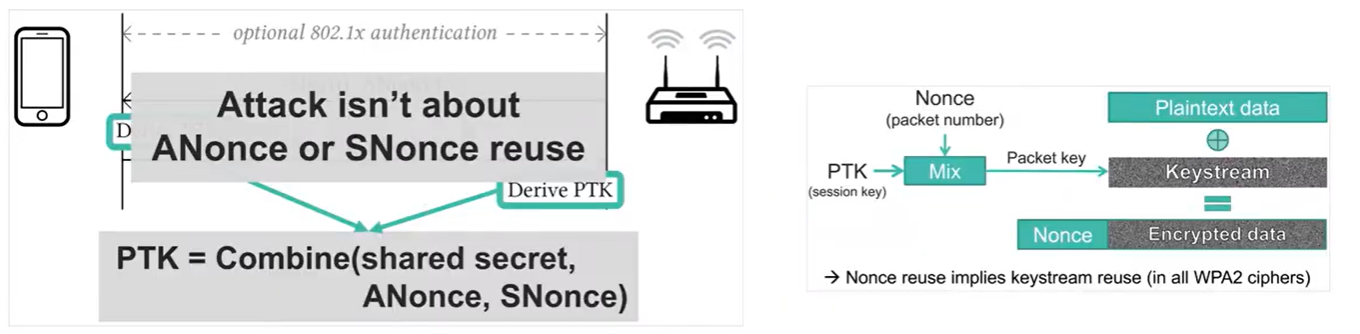 optional 802.1x authentication
Attack isn't about
ANonce or SNonce reuse
D
Derive PTK
PTK = Combine(shared secret,
ANonce, SNonce)
Nonce
(packet number)
Plaintext data
PTK
(session key)
Mix
Packet key
Keystream
Nonce
Encrypted data
→ Nonce reuse implies keystream reuse (in all WPA2 ciphers)